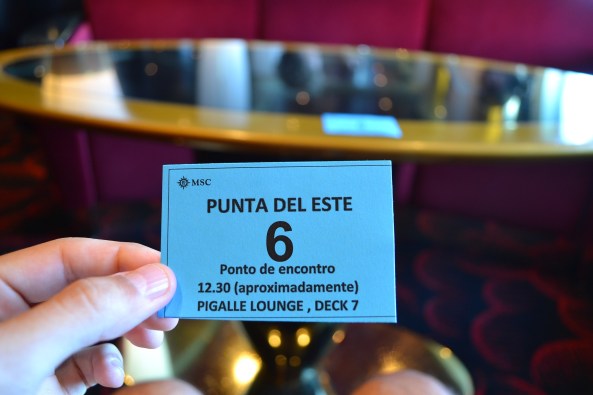 MSC
PUNTA DEL ESTE
6
Ponto de encontro
12.30 (aproximadamente)
PIGALLE LOUNGE , DECK 7